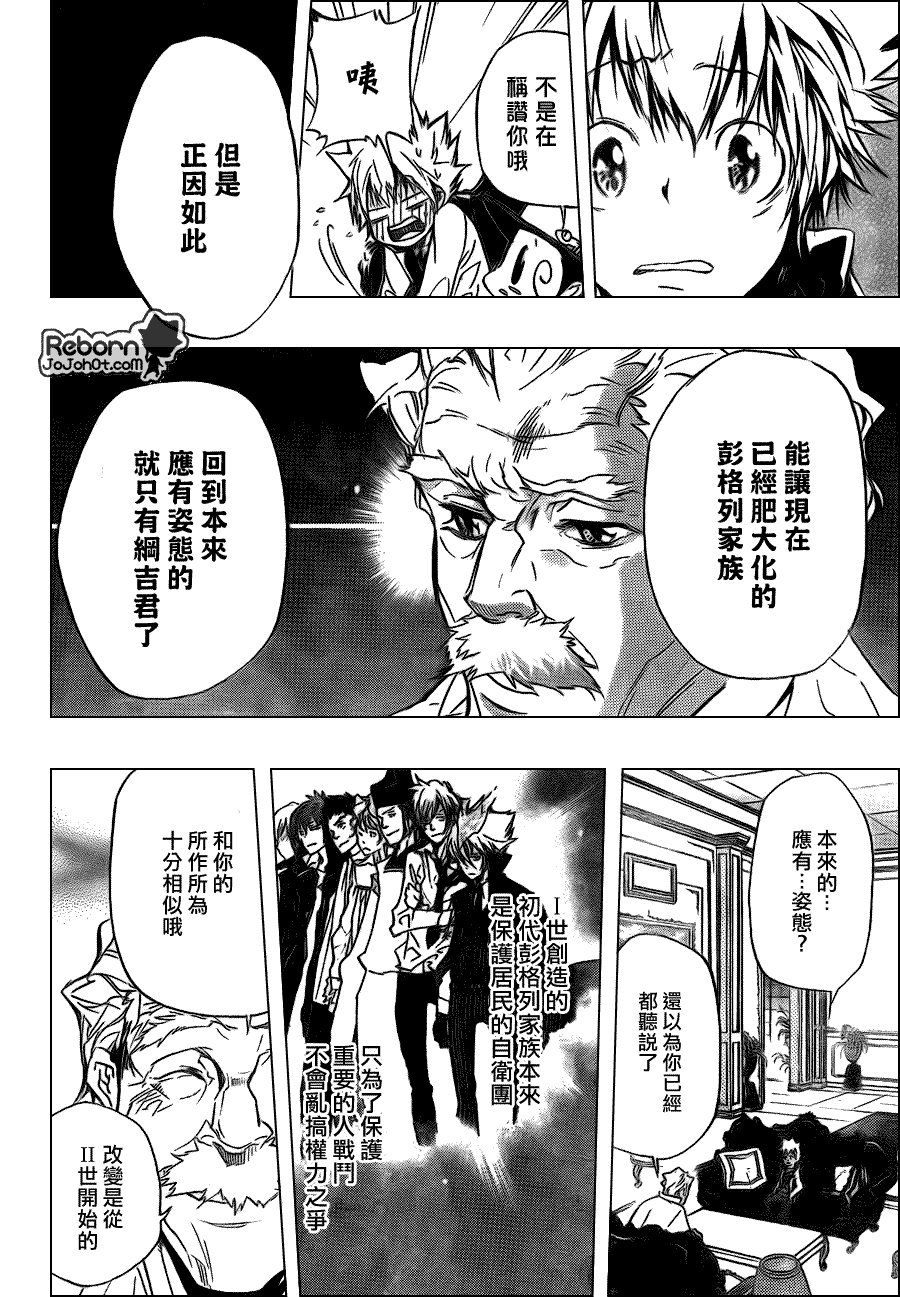 不是在
稱讚你哦
咦
但是
正因如此
Reborn
JoJoHot.com
能讓現在
已經肥大化的
彭格列家族
回到本來
應有姿態的
就只有綱吉君了
本來的…
應有…姿態？
還以為你已經
都聽說了
I世創造的
初代彭格列家族本來
是保護居民的自衛團
只為了保護
重要的人戰鬥
不會亂搞權力之爭
和你的
所作所為
十分相似哦
改變是從
II世開始的